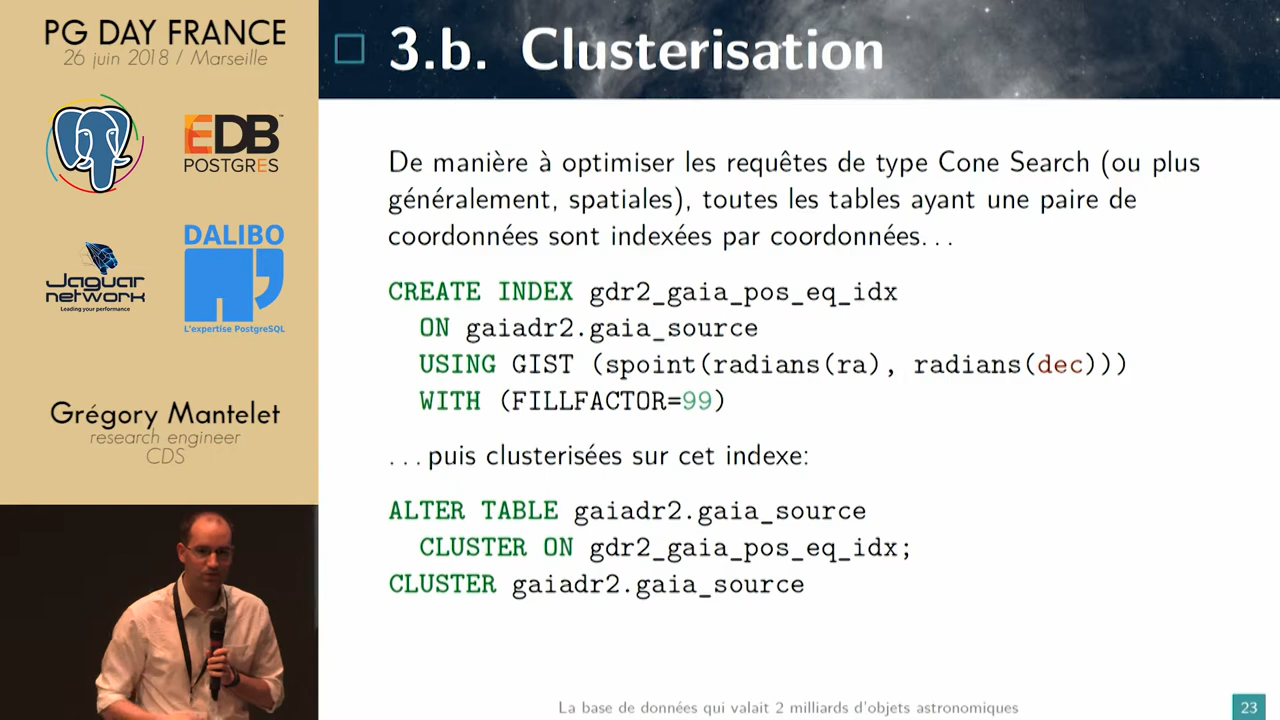 PG DAY FRANCE
26 juin 2018 / Marseille
EDB™
POSTGRES
Jaguar
network
Leading your performance
DALIBO
L'expertise PostgreSQL
Grégory Mantelet
research engineer
CDS
3.b. Clusterisation
De manière à optimiser les requêtes de type Cone Search (ou plus
généralement, spatiales), toutes les tables ayant une paire de
coordonnées sont indexées par coordonnées...
CREATE INDEX gdr2_gaia_pos_eq_idx
ON gaiadr2.gaia_source
USING GIST (spoint(radians(ra), radians(dec)))
WITH (FILLFACTOR=99)
...puis clusterisées sur cet indexe:
ALTER TABLE gaiadr2.gaia_source
CLUSTER ON gdr2_gaia_pos_eq_idx;
CLUSTER gaiadr2.gaia_source
La base de données qui valait 2 milliards d'objets astronomiques
23